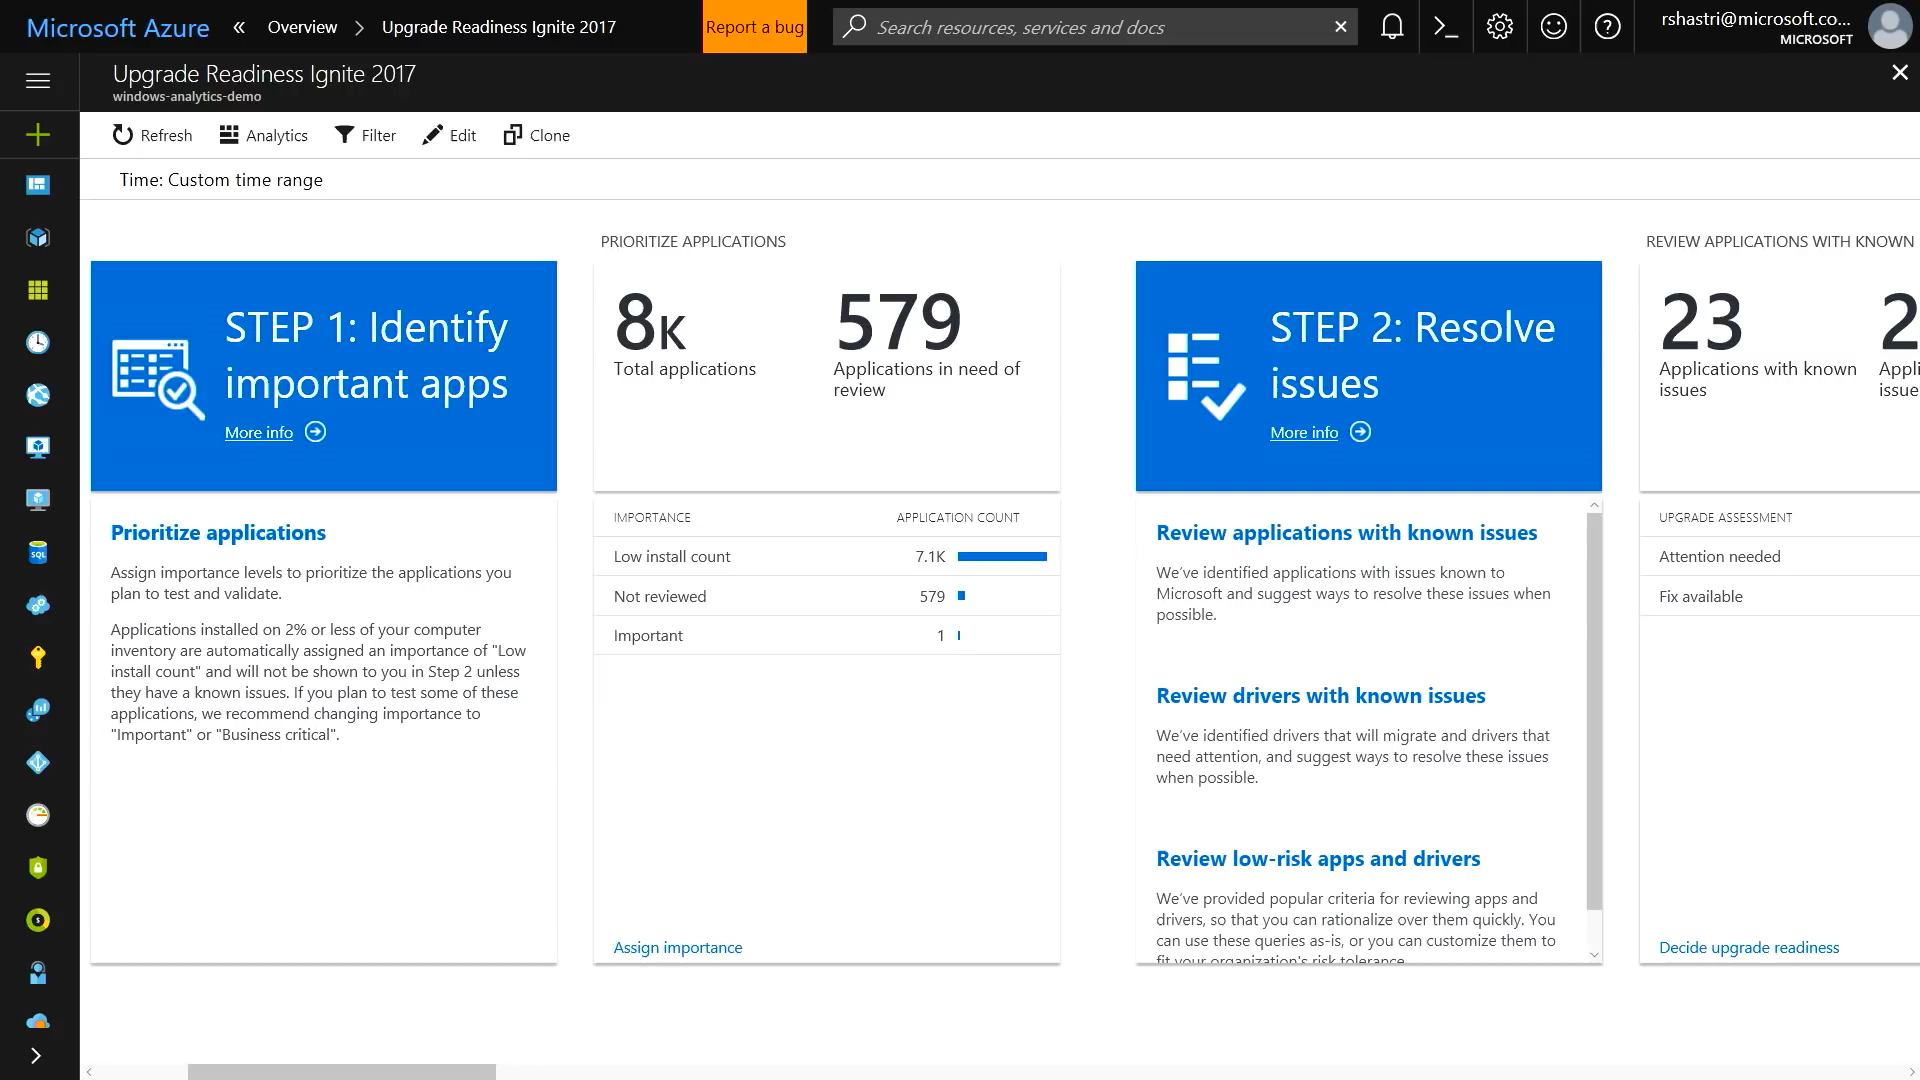 Microsoft Azure « Overview > Upgrade Readiness Ignite 2017
Report a bug
Search resources, services and docs
rshastri@microsoft.co...
MICROSOFT
Upgrade Readiness Ignite 2017
windows-analytics-demo
Refresh Analytics Filter Edit Clone
Time: Custom time range
STEP 1: Identify
important apps
More info
Prioritize applications
Assign importance levels to prioritize the applications you
plan to test and validate.
Applications installed on 2% or less of your computer
inventory are automatically assigned an importance of "Low
install count" and will not be shown to you in Step 2 unless
they have a known issues. If you plan to test some of these
applications, we recommend changing importance to
"Important" or "Business critical".
PRIORITIZE APPLICATIONS
8K
Total applications
579
Applications in need of
review
IMPORTANCE APPLICATION COUNT
Low install count 7.1K
Not reviewed 579
Important 1
Assign importance
STEP 2: Resolve
issues
More info
Review applications with known issues
We've identified applications with issues known to
Microsoft and suggest ways to resolve these issues when
possible.
Review drivers with known issues
We've identified drivers that will migrate and drivers that
need attention, and suggest ways to resolve these issues
when possible.
Review low-risk apps and drivers
We've provided popular criteria for reviewing apps and
drivers, so that you can rationalize over them quickly. You
can use these queries as-is, or you can customize them to
fit your organization's risk tolerance.
REVIEW APPLICATIONS WITH KNOWN
23
Applications with known
issues
2
Appli
issue
UPGRADE ASSESSMENT
Attention needed
Fix available
Decide upgrade readiness